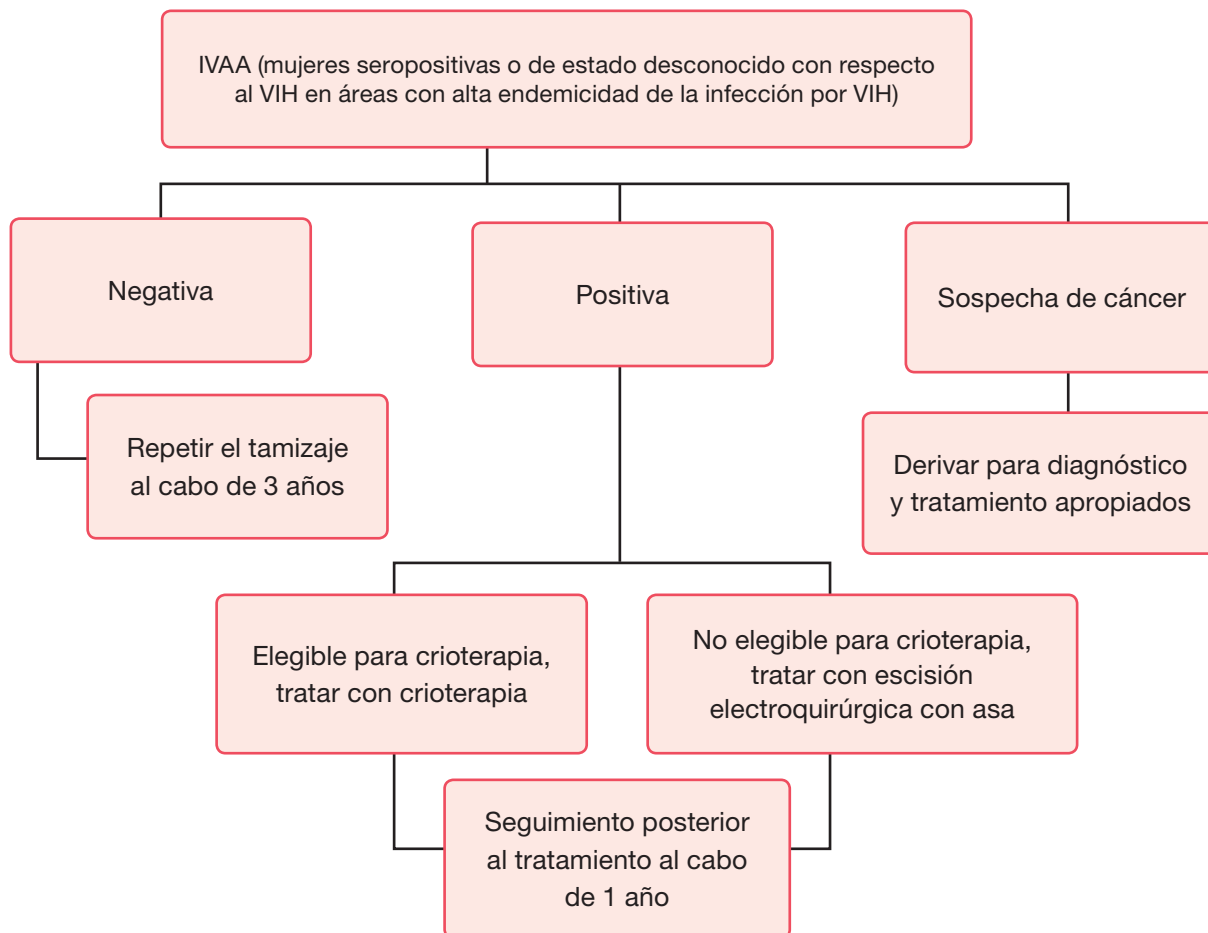 IVAA (mujeres seropositivas o de estado desconocido con respecto
al VIH en áreas con alta endemicidad de la infección por VIH)
Negativa
Positiva
Sospecha de cáncer
Repetir el tamizaje
al cabo de 3 años
Derivar para diagnóstico
y tratamiento apropiados
Elegible para crioterapia,
tratar con crioterapia
No elegible para crioterapia,
tratar con escisión
electroquirúrgica con asa
Seguimiento posterior
al tratamiento al cabo
de 1 año